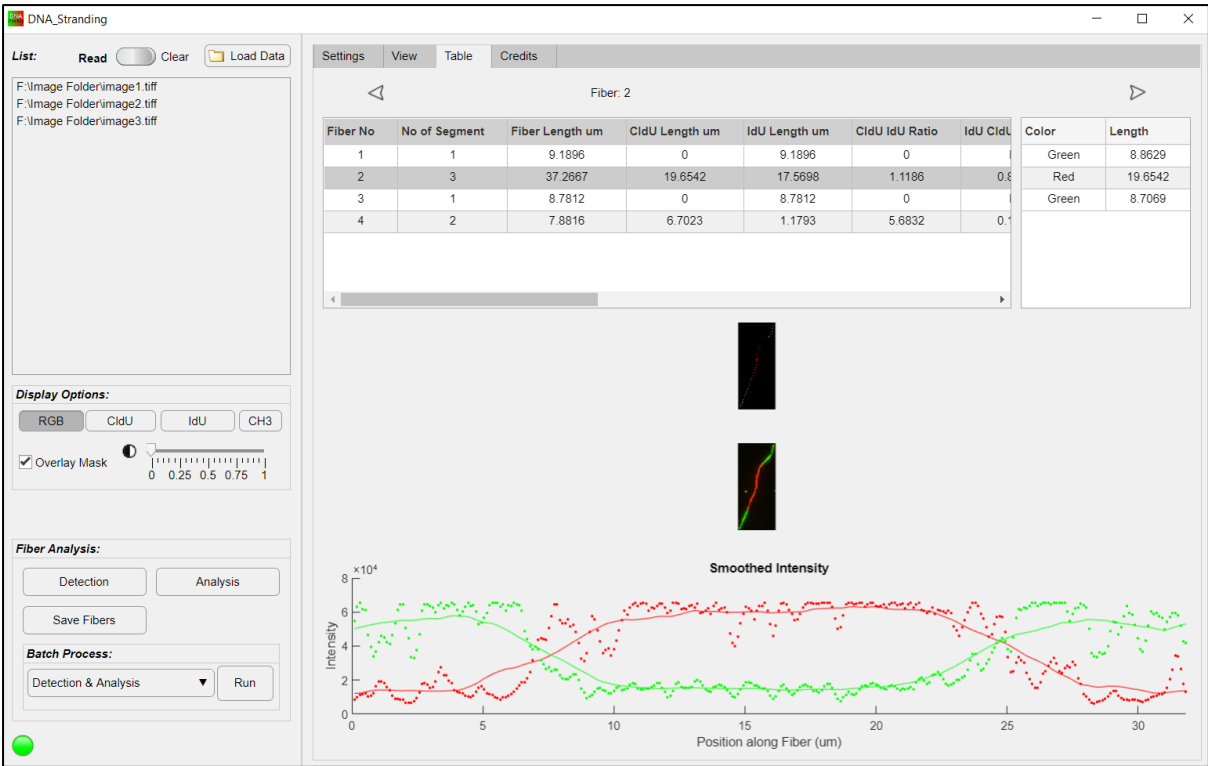 DNA_Stranding
List: Read Clear Load Data
F:\Image Folder\image1.tiff
F:\Image Folder\image2.tiff
F:\Image Folder\image3.tiff
Display Options:
RGB CldU IdU CH3
Overlay Mask
0 0.25 0.5 0.75 1
Fiber Analysis:
Detection Analysis
Save Fibers
Batch Process:
Detection & Analysis Run
Settings View Table Credits
Fiber: 2
Fiber No No of Segment Fiber Length um CldU Length um IdU Length um CldU IdU Ratio IdU CldU
1 1 9.1896 0 9.1896 0
2 3 37.2667 19.6542 17.5698 1.1186 0.8
3 1 8.7812 0 8.7812 0
4 2 7.8816 6.7023 1.1793 5.6832 0.1
Color Length
Green 8.8629
Red 19.6542
Green 8.7069
Smoothed Intensity
×10⁴
8
6
4
2
0
Intensity
0 5 10 15 20 25 30
Position along Fiber (um)